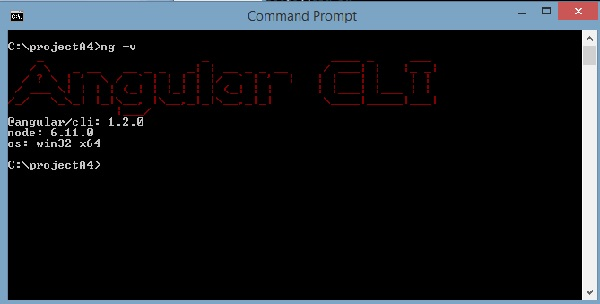 Command Prompt
C:\projectA4>ng -v
Angular CLI
@angular/cli: 1.2.0
node: 6.11.0
os: win32 x64
C:\projectA4>